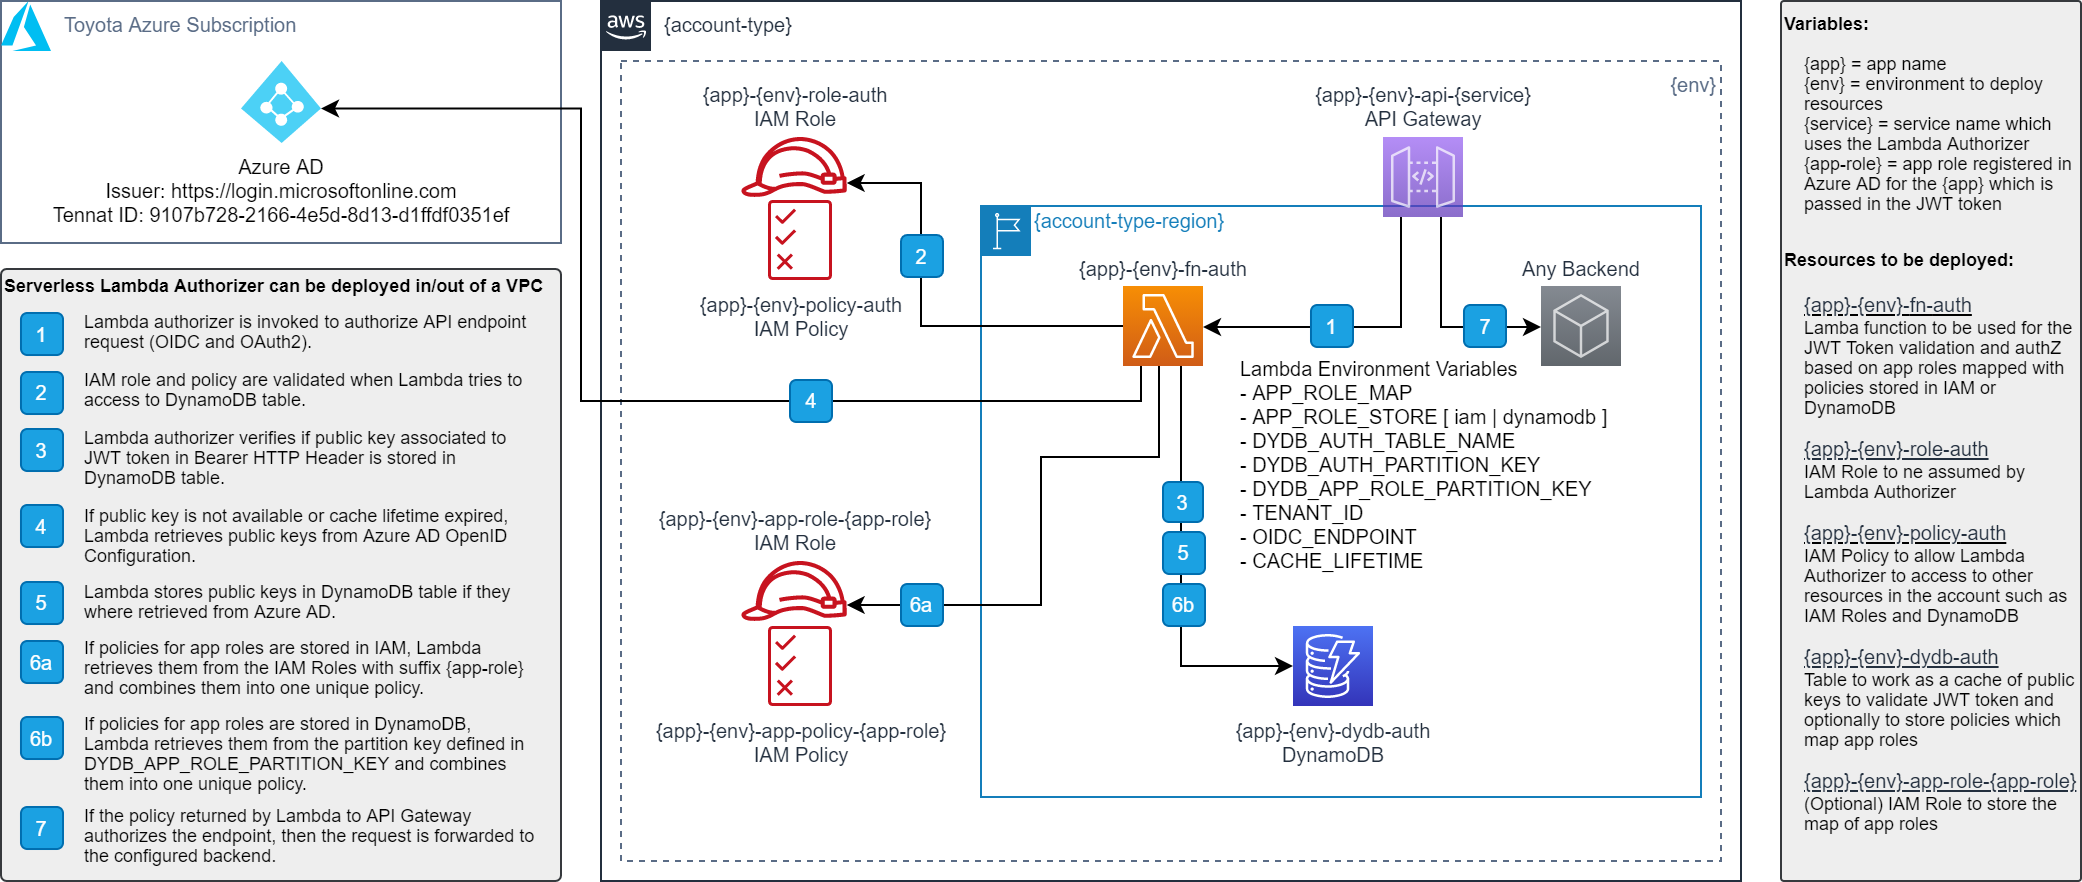 Toyota Azure Subscription
Azure AD
Issuer: https://login.microsoftonline.com
Tennat ID: 9107b728-2166-4e5d-8d13-d1ffdf0351ef
Serverless Lambda Authorizer can be deployed in/out of a VPC
1
Lambda authorizer is invoked to authorize API endpoint
request (OIDC and OAuth2).
2
IAM role and policy are validated when Lambda tries to
access to DynamoDB table.
3
Lambda authorizer verifies if public key associated to
JWT token in Bearer HTTP Header is stored in
DynamoDB table.
4
If public key is not available or cache lifetime expired,
Lambda retrieves public keys from Azure AD OpenID
Configuration.
5
Lambda stores public keys in DynamoDB table if they
where retrieved from Azure AD.
6a
If policies for app roles are stored in IAM, Lambda
retrieves them from the IAM Roles with suffix {app-role}
and combines them into one unique policy.
6b
If policies for app roles are stored in DynamoDB,
Lambda retrieves them from the partition key defined in
DYDB_APP_ROLE_PARTITION_KEY and combines
them into one unique policy.
7
If the policy returned by Lambda to API Gateway
authorizes the endpoint, then the request is forwarded to
the configured backend.
aws
{account-type}
{env}
{app}-{env}-role-auth
IAM Role
{app}-{env}-policy-auth
IAM Policy
2
4
{app}-{env}-app-role-{app-role}
IAM Role
6a
{app}-{env}-app-policy-{app-role}
IAM Policy
{app}-{env}-api-{service}
API Gateway
</>
{account-type-region}
{app}-{env}-fn-auth
Any Backend
1
7
Lambda Environment Variables
- APP_ROLE_MAP
- APP_ROLE_STORE [ iam | dynamodb ]
- DYDB_AUTH_TABLE_NAME
- DYDB_AUTH_PARTITION_KEY
- DYDB_APP_ROLE_PARTITION_KEY
- TENANT_ID
- OIDC_ENDPOINT
- CACHE_LIFETIME
3
5
6b
{app}-{env}-dydb-auth
DynamoDB
Variables:
{app} = app name
{env} = environment to deploy
resources
{service} = service name which
uses the Lambda Authorizer
{app-role} = app role registered in
Azure AD for the {app} which is
passed in the JWT token
Resources to be deployed:
{app}-{env}-fn-auth
Lamba function to be used for the
JWT Token validation and authZ
based on app roles mapped with
policies stored in IAM or
DynamoDB
{app}-{env}-role-auth
IAM Role to ne assumed by
Lambda Authorizer
{app}-{env}-policy-auth
IAM Policy to allow Lambda
Authorizer to access to other
resources in the account such as
IAM Roles and DynamoDB
{app}-{env}-dydb-auth
Table to work as a cache of public
keys to validate JWT token and
optionally to store policies which
map app roles
{app}-{env}-app-role-{app-role}
(Optional) IAM Role to store the
map of app roles